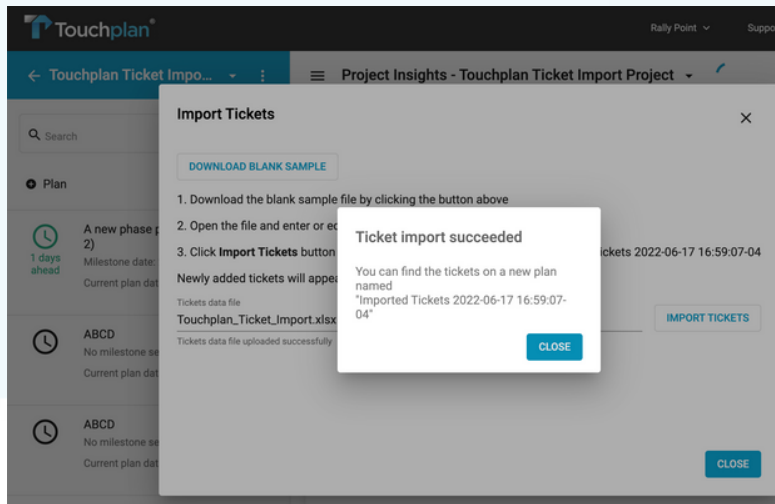 Touchplan®
Rally Point
Touchplan Ticket Impo...
Project Insights - Touchplan Ticket Import Project
Search
Plan
1 days
ahead
A new phase
2)
Milestone date:
Current plan dat
ABCD
No milestone se
Current plan dat
ABCD
No milestone se
Current plan dat
Import Tickets
DOWNLOAD BLANK SAMPLE
1. Download the blank sample file by clicking the button above
2. Open the file and enter or ed
3. Click Import Tickets button
ickets 2022-06-17 16:59:07-04
Newly added tickets will appea
Tickets data file
Touchplan_Ticket_Import.xlsx
Tickets data file uploaded successfully
IMPORT TICKETS
Ticket import succeeded
You can find the tickets on a new plan
named
"Imported Tickets 2022-06-17 16:59:07-
04"
CLOSE
CLOSE